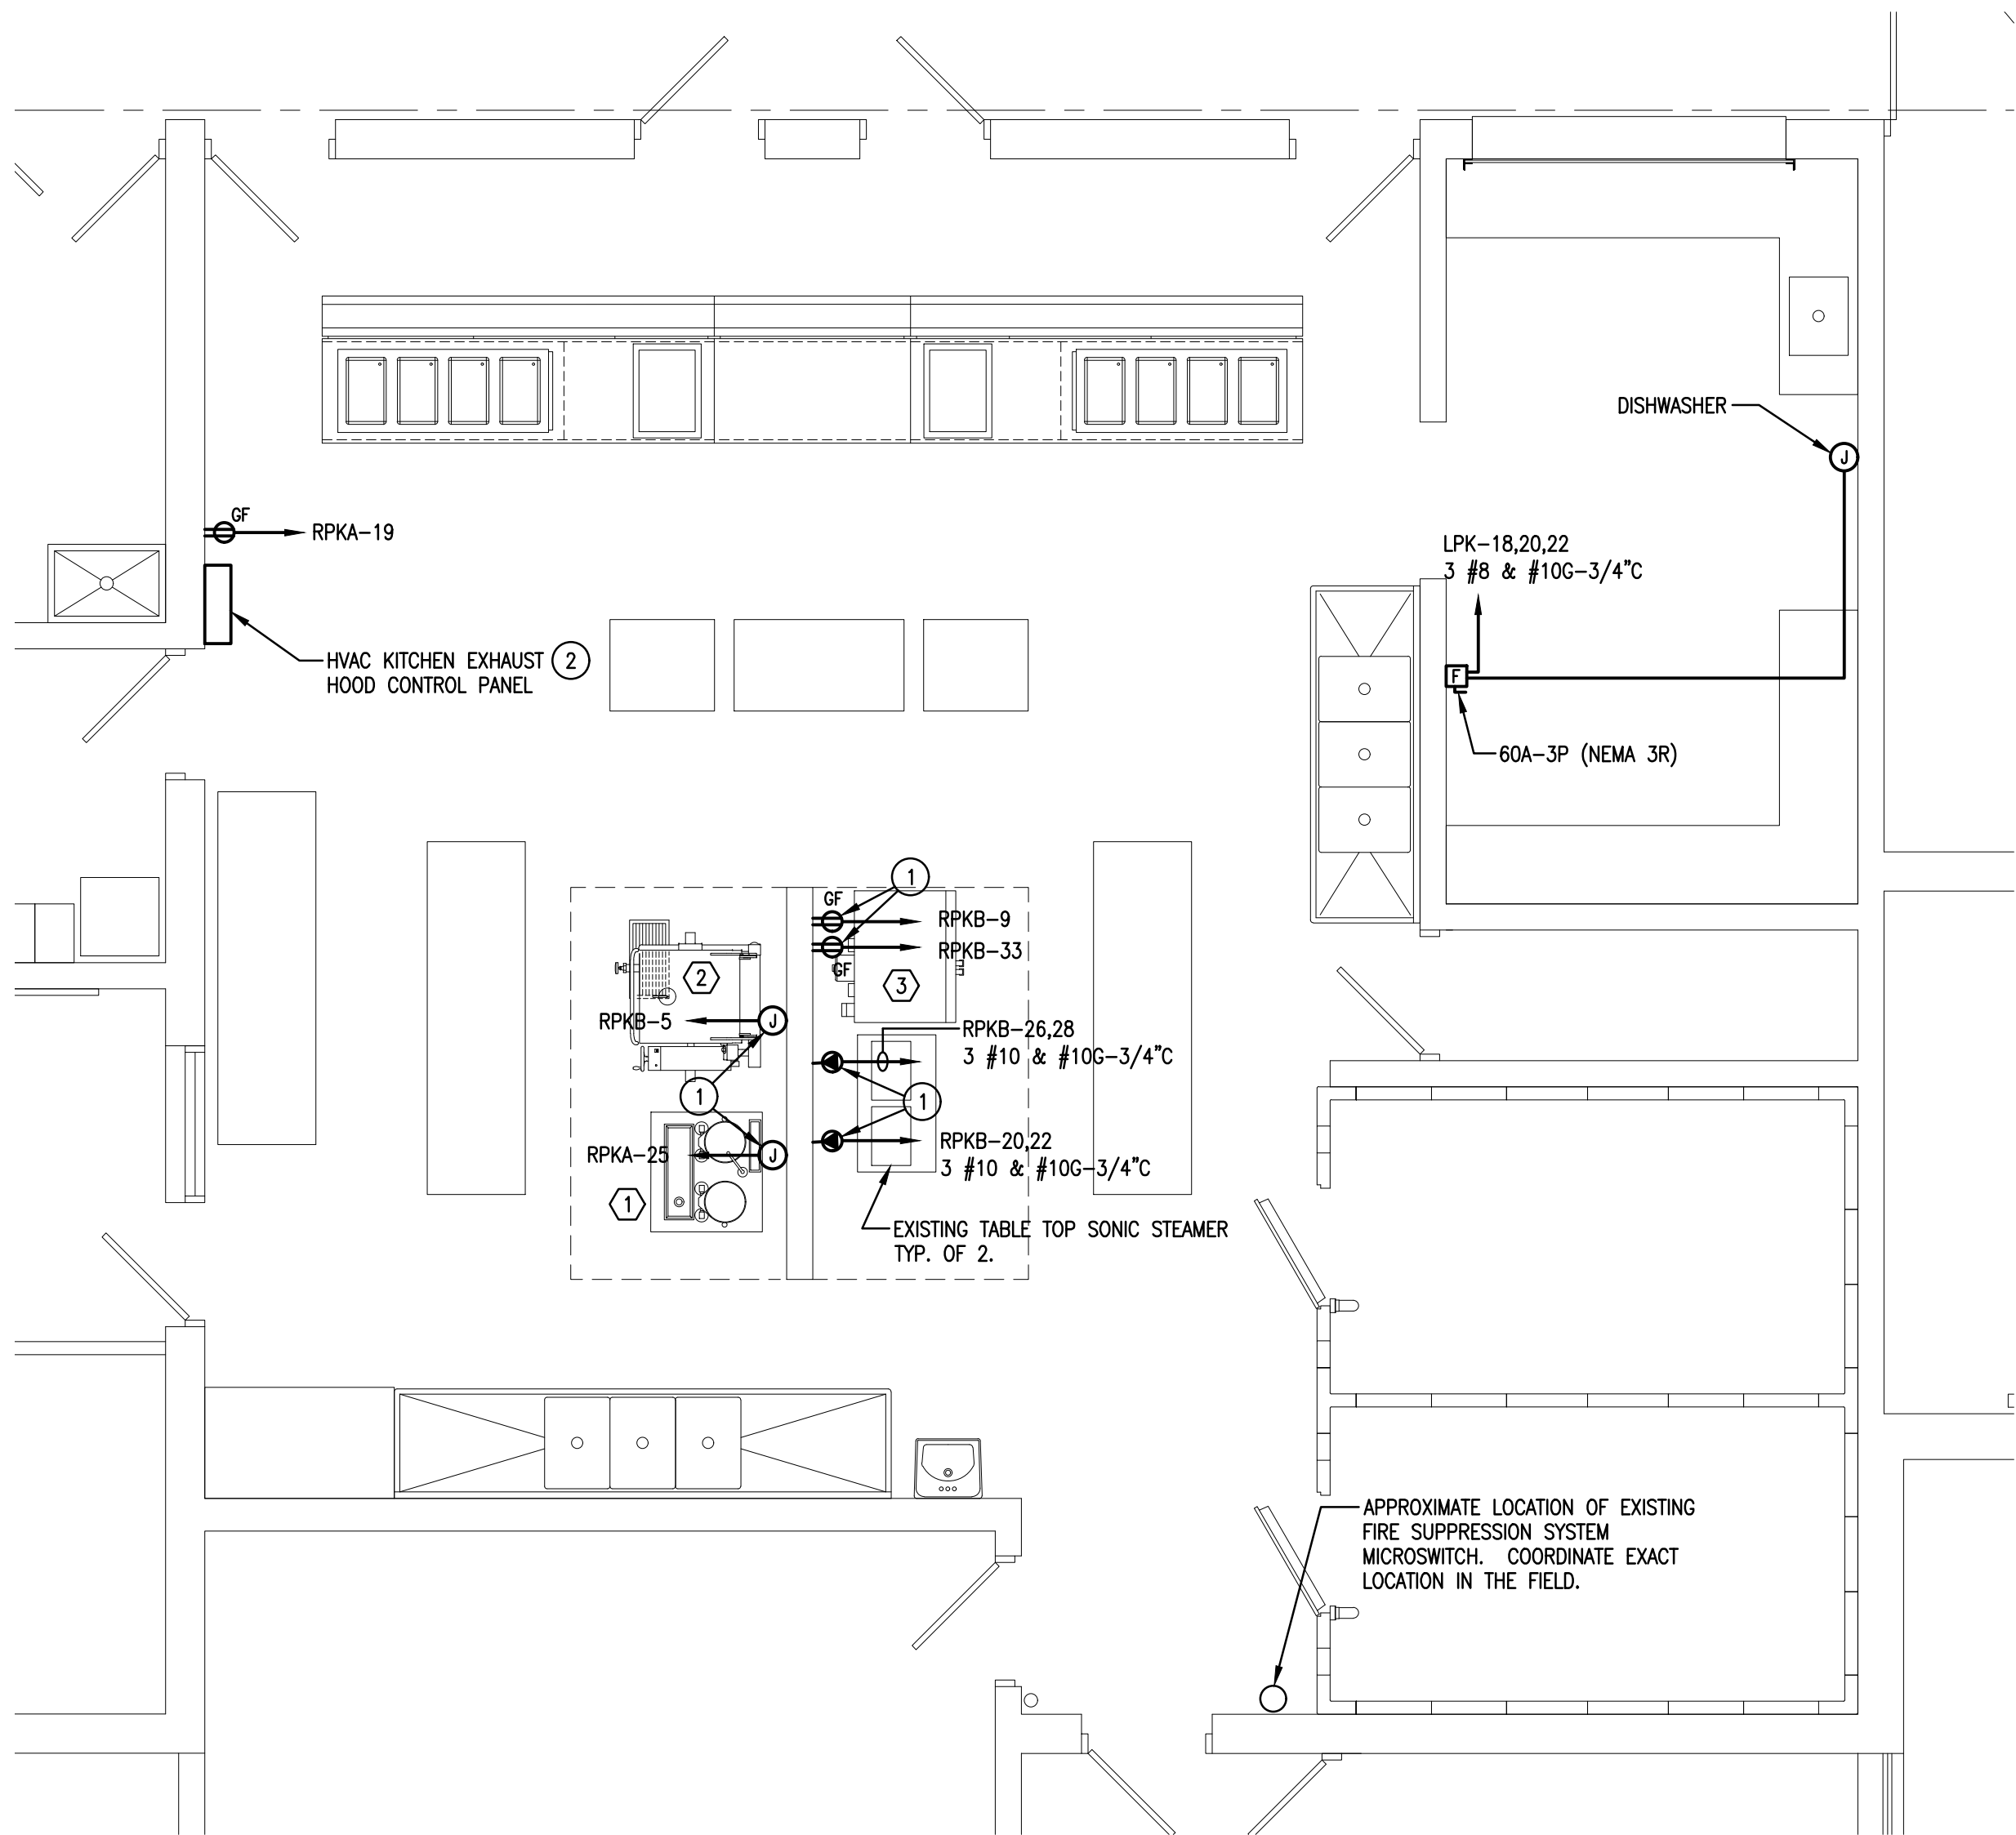 DISHWASHER
J
GF
RPKA-19
LPK-18,20,22
3 #8 & #10G-3/4"C
F
HVAC KITCHEN EXHAUST 2
HOOD CONTROL PANEL
60A-3P (NEMA 3R)
1
GF
RPKB-9
RPKB-33
GF
2
3
RPKB-5
J
RPKB-26,28
3 #10 & #10G-3/4"C
1
1
RPKB-20,22
3 #10 & #10G-3/4"C
RPKA-25
J
1
EXISTING TABLE TOP SONIC STEAMER
TYP. OF 2.
APPROXIMATE LOCATION OF EXISTING
FIRE SUPPRESSION SYSTEM
MICROSWITCH. COORDINATE EXACT
LOCATION IN THE FIELD.